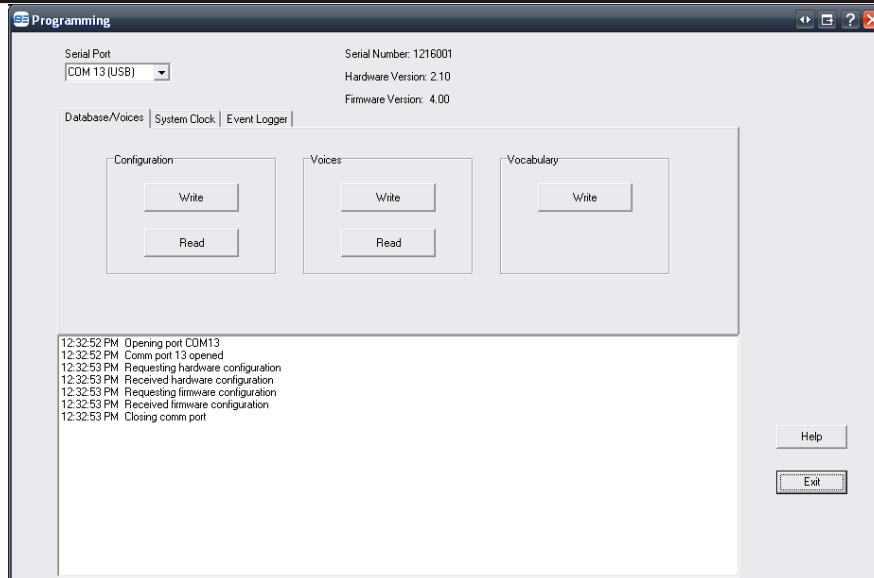 Programming
Serial Port
COM 13 (USB)
Serial Number: 1216001
Hardware Version: 2.10
Firmware Version: 4.00
Database/Voices System Clock Event Logger
Configuration Voices Vocabulary
Write Write Write
Read Read
12:32:52 PM Opening port COM13
12:32:52 PM Comm port 13 opened
12:32:53 PM Requesting hardware configuration
12:32:53 PM Received hardware configuration
12:32:53 PM Requesting firmware configuration
12:32:53 PM Received firmware configuration
12:32:53 PM Closing comm port
Help
Exit